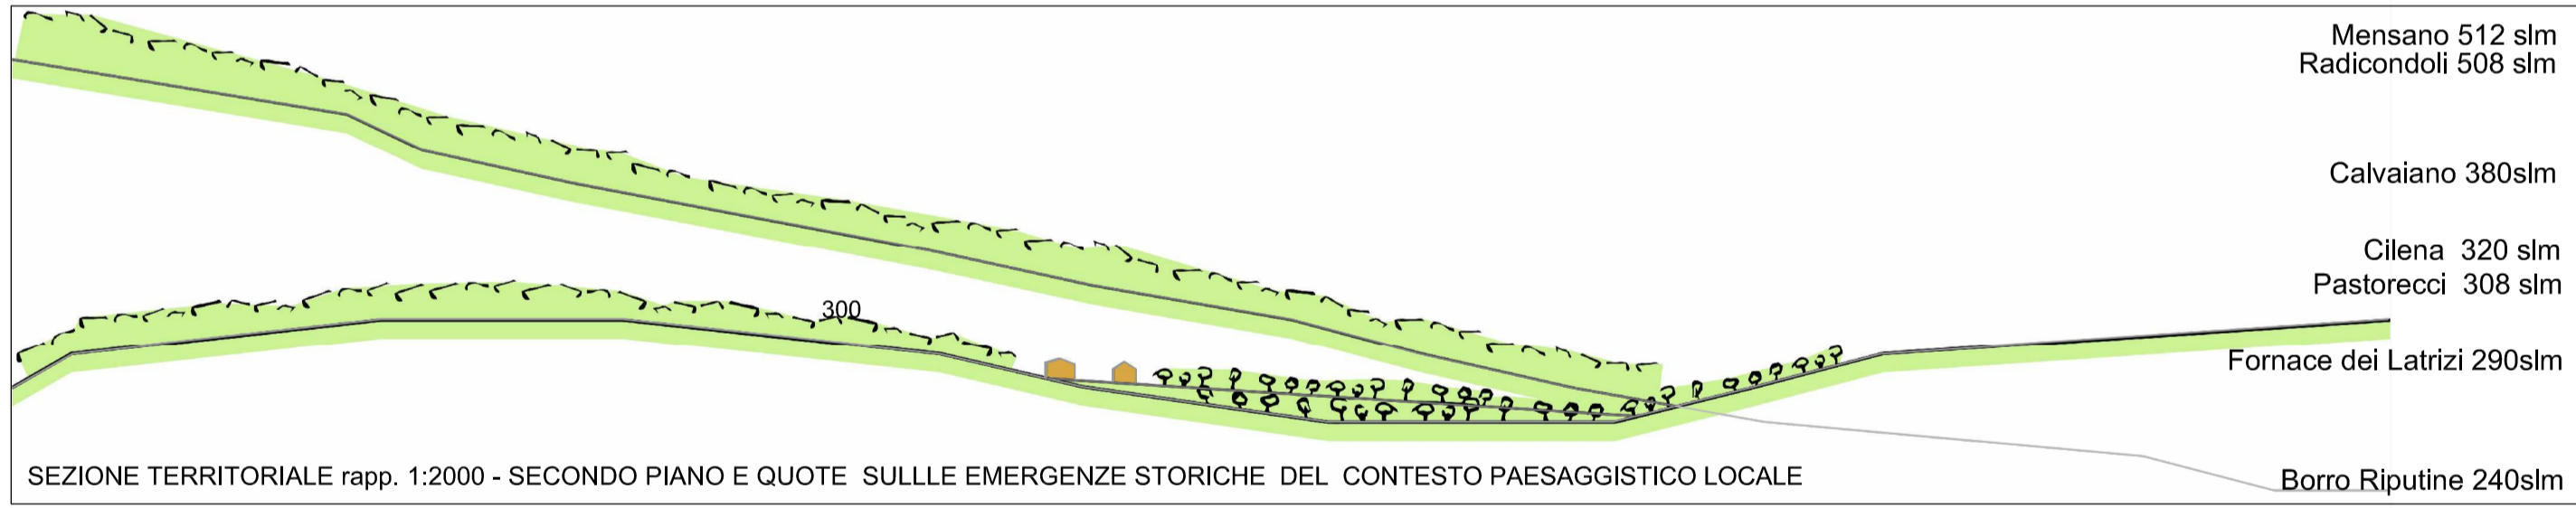 Mensano 512 slm
Radicondoli 508 slm
Calvaiano 380slm
Cilena 320 slm
Pastorecci 308 slm
300
Fornace dei Latrizi 290slm
SEZIONE TERRITORIALE rapp. 1:2000 - SECONDO PIANO E QUOTE SULLLE EMERGENZE STORICHE DEL CONTESTO PAESAGGISTICO LOCALE
Borro Riputine 240slm